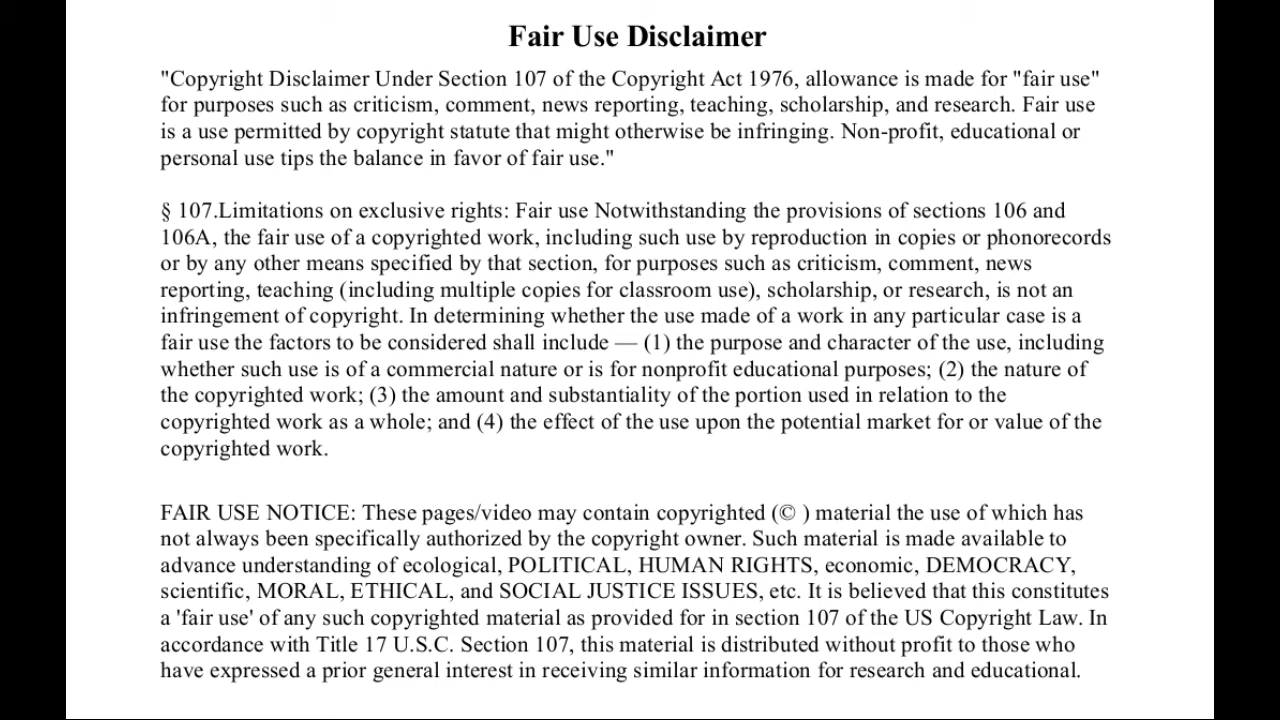 Fair Use Disclaimer
"Copyright Disclaimer Under Section 107 of the Copyright Act 1976, allowance is made for "fair use"
for purposes such as criticism, comment, news reporting, teaching, scholarship, and research. Fair use
is a use permitted by copyright statute that might otherwise be infringing. Non-profit, educational or
personal use tips the balance in favor of fair use."
§ 107.Limitations on exclusive rights: Fair use Notwithstanding the provisions of sections 106 and
106A, the fair use of a copyrighted work, including such use by reproduction in copies or phonorecords
or by any other means specified by that section, for purposes such as criticism, comment, news
reporting, teaching (including multiple copies for classroom use), scholarship, or research, is not an
infringement of copyright. In determining whether the use made of a work in any particular case is a
fair use the factors to be considered shall include — (1) the purpose and character of the use, including
whether such use is of a commercial nature or is for nonprofit educational purposes; (2) the nature of
the copyrighted work; (3) the amount and substantiality of the portion used in relation to the
copyrighted work as a whole; and (4) the effect of the use upon the potential market for or value of the
copyrighted work.
FAIR USE NOTICE: These pages/video may contain copyrighted (© ) material the use of which has
not always been specifically authorized by the copyright owner. Such material is made available to
advance understanding of ecological, POLITICAL, HUMAN RIGHTS, economic, DEMOCRACY,
scientific, MORAL, ETHICAL, and SOCIAL JUSTICE ISSUES, etc. It is believed that this constitutes
a 'fair use' of any such copyrighted material as provided for in section 107 of the US Copyright Law. In
accordance with Title 17 U.S.C. Section 107, this material is distributed without profit to those who
have expressed a prior general interest in receiving similar information for research and educational.